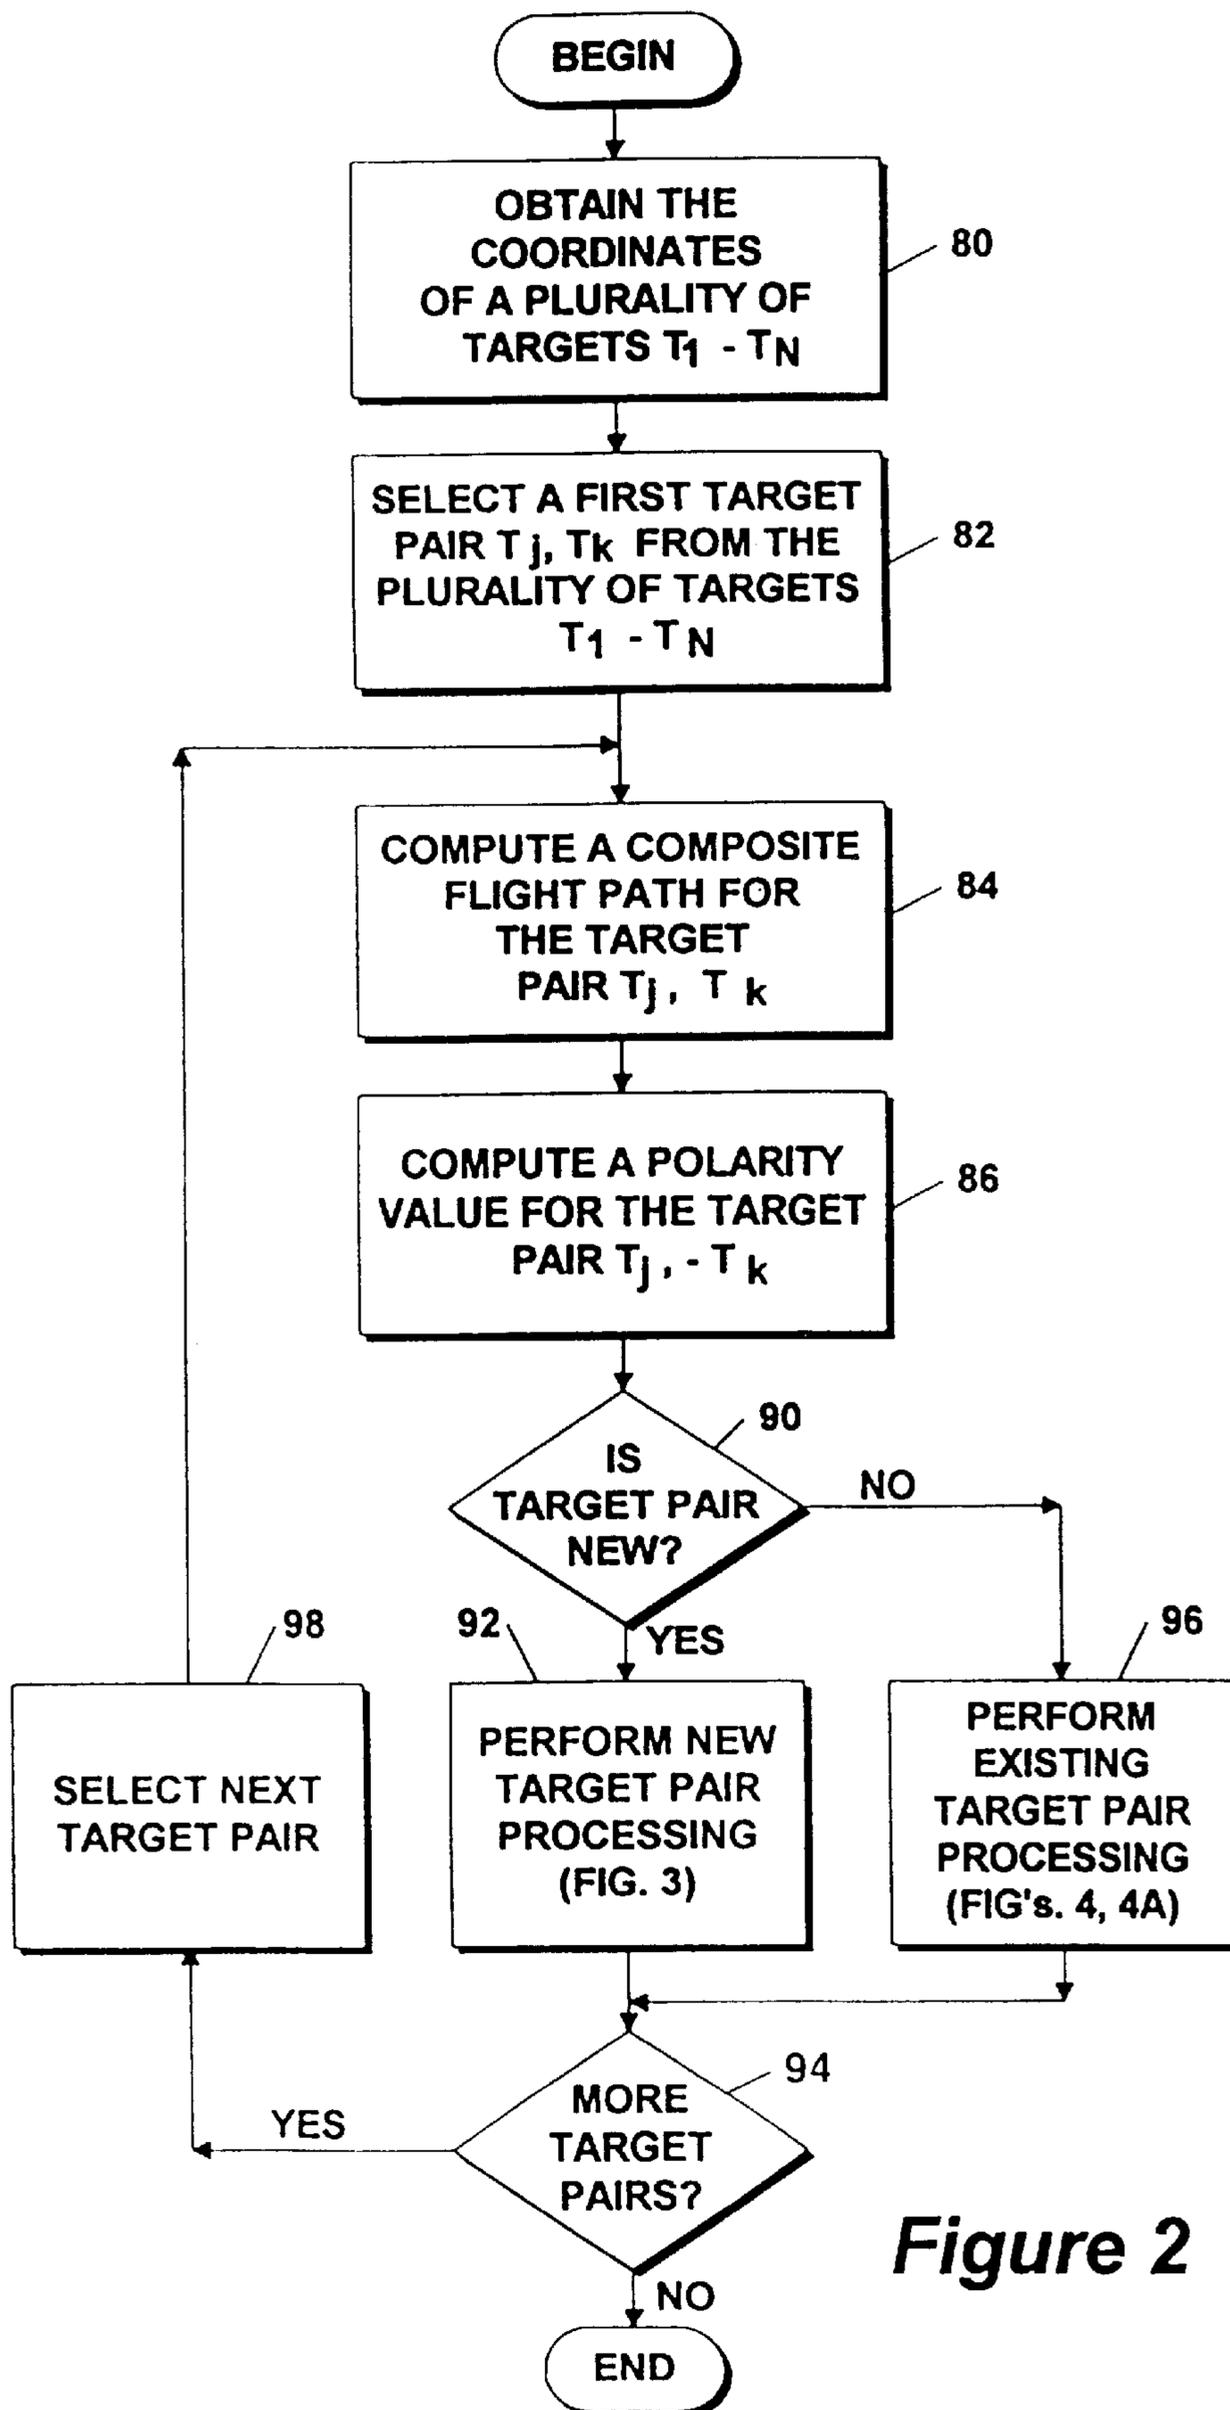 BEGIN
OBTAIN THE
COORDINATES
OF A PLURALITY OF
TARGETS T1 - TN
80
SELECT A FIRST TARGET
PAIR Tj, Tk FROM THE
PLURALITY OF TARGETS
T1 - TN
82
COMPUTE A COMPOSITE
FLIGHT PATH FOR
THE TARGET
PAIR Tj, Tk
84
COMPUTE A POLARITY
VALUE FOR THE TARGET
PAIR Tj, - Tk
86
90
IS
TARGET PAIR
NEW?
NO
YES
98
SELECT NEXT
TARGET PAIR
92
PERFORM NEW
TARGET PAIR
PROCESSING
(FIG. 3)
96
PERFORM
EXISTING
TARGET PAIR
PROCESSING
(FIG's. 4, 4A)
94
MORE
TARGET
PAIRS?
YES
NO
END
Figure 2